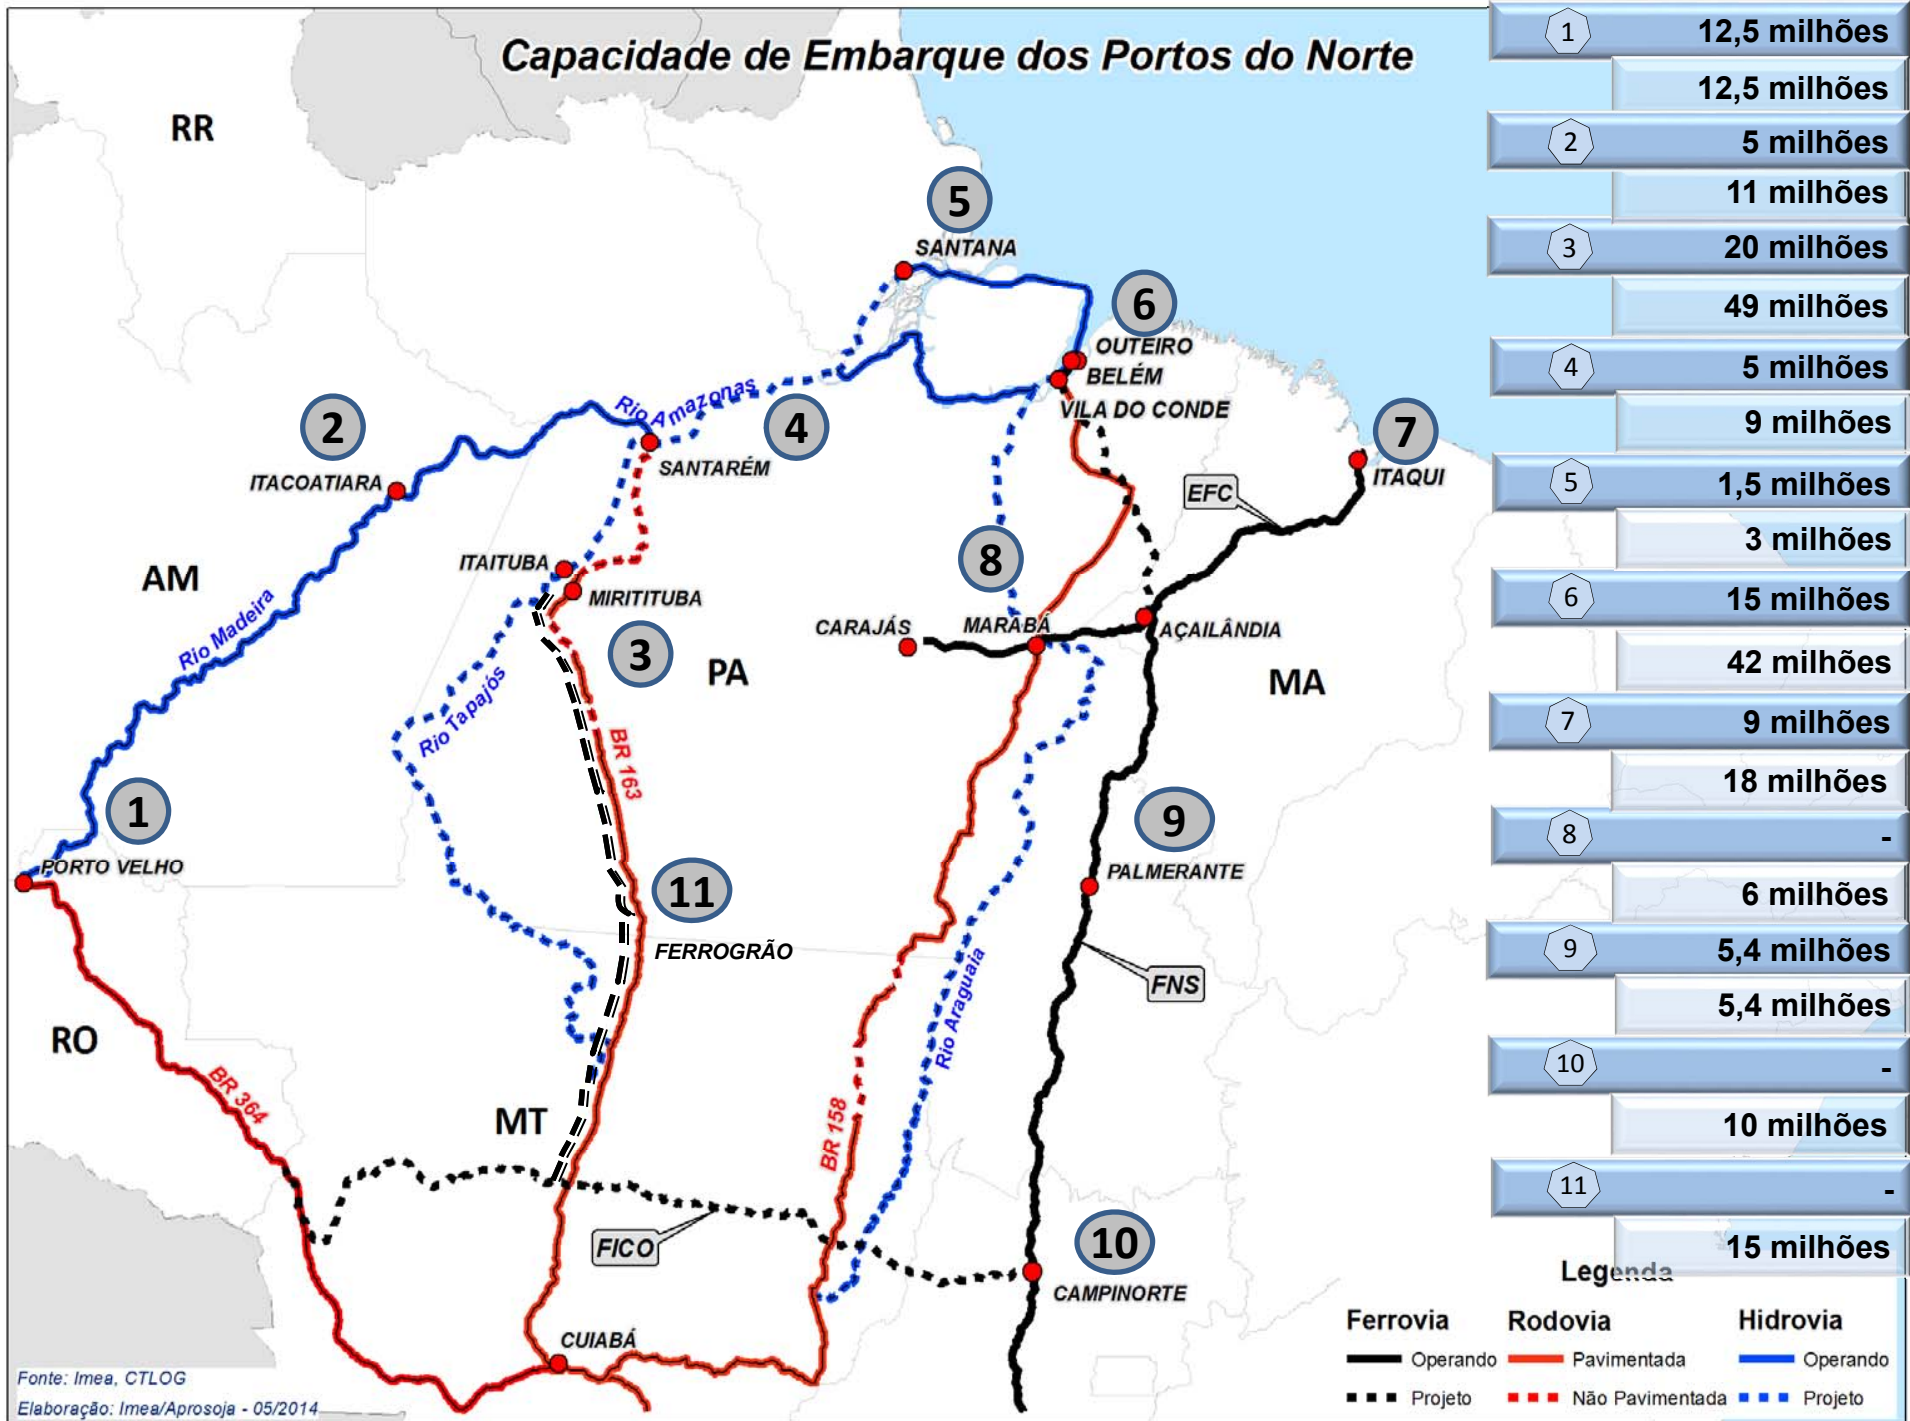 Capacidade de Embarque dos Portos do Norte
RR
5
SANTANA
6
OUTEIRO
BELÉM
VILA DO CONDE
Rio Amazonas
2
4
7
ITACOATIARA
SANTARÉM
ITAQUI
EFC
AM
ITAITUBA
MIRITITUBA
8
Rio Madeira
3
PA
CARAJÁS
MARABÁ
AÇAILÂNDIA
MA
Rio Tapajós
BR 163
1
9
PORTO VELHO
PALMERANTE
11
FERROGRÃO
FNS
Rio Araguaia
RO
BR 364
MT
BR 158
FICO
10
CAMPINORTE
CUIABÁ
Fonte: Imea, CTLOG
Elaboração: Imea/Aprosoja - 05/2014
1 12,5 milhões
12,5 milhões
2 5 milhões
11 milhões
3 20 milhões
49 milhões
4 5 milhões
9 milhões
5 1,5 milhões
3 milhões
6 15 milhões
42 milhões
7 9 milhões
18 milhões
8 -
6 milhões
9 5,4 milhões
5,4 milhões
10 -
10 milhões
11 -
15 milhões
Legenda
Ferrovia Rodovia Hidrovia
Operando Pavimentada Operando
Projeto Não Pavimentada Projeto